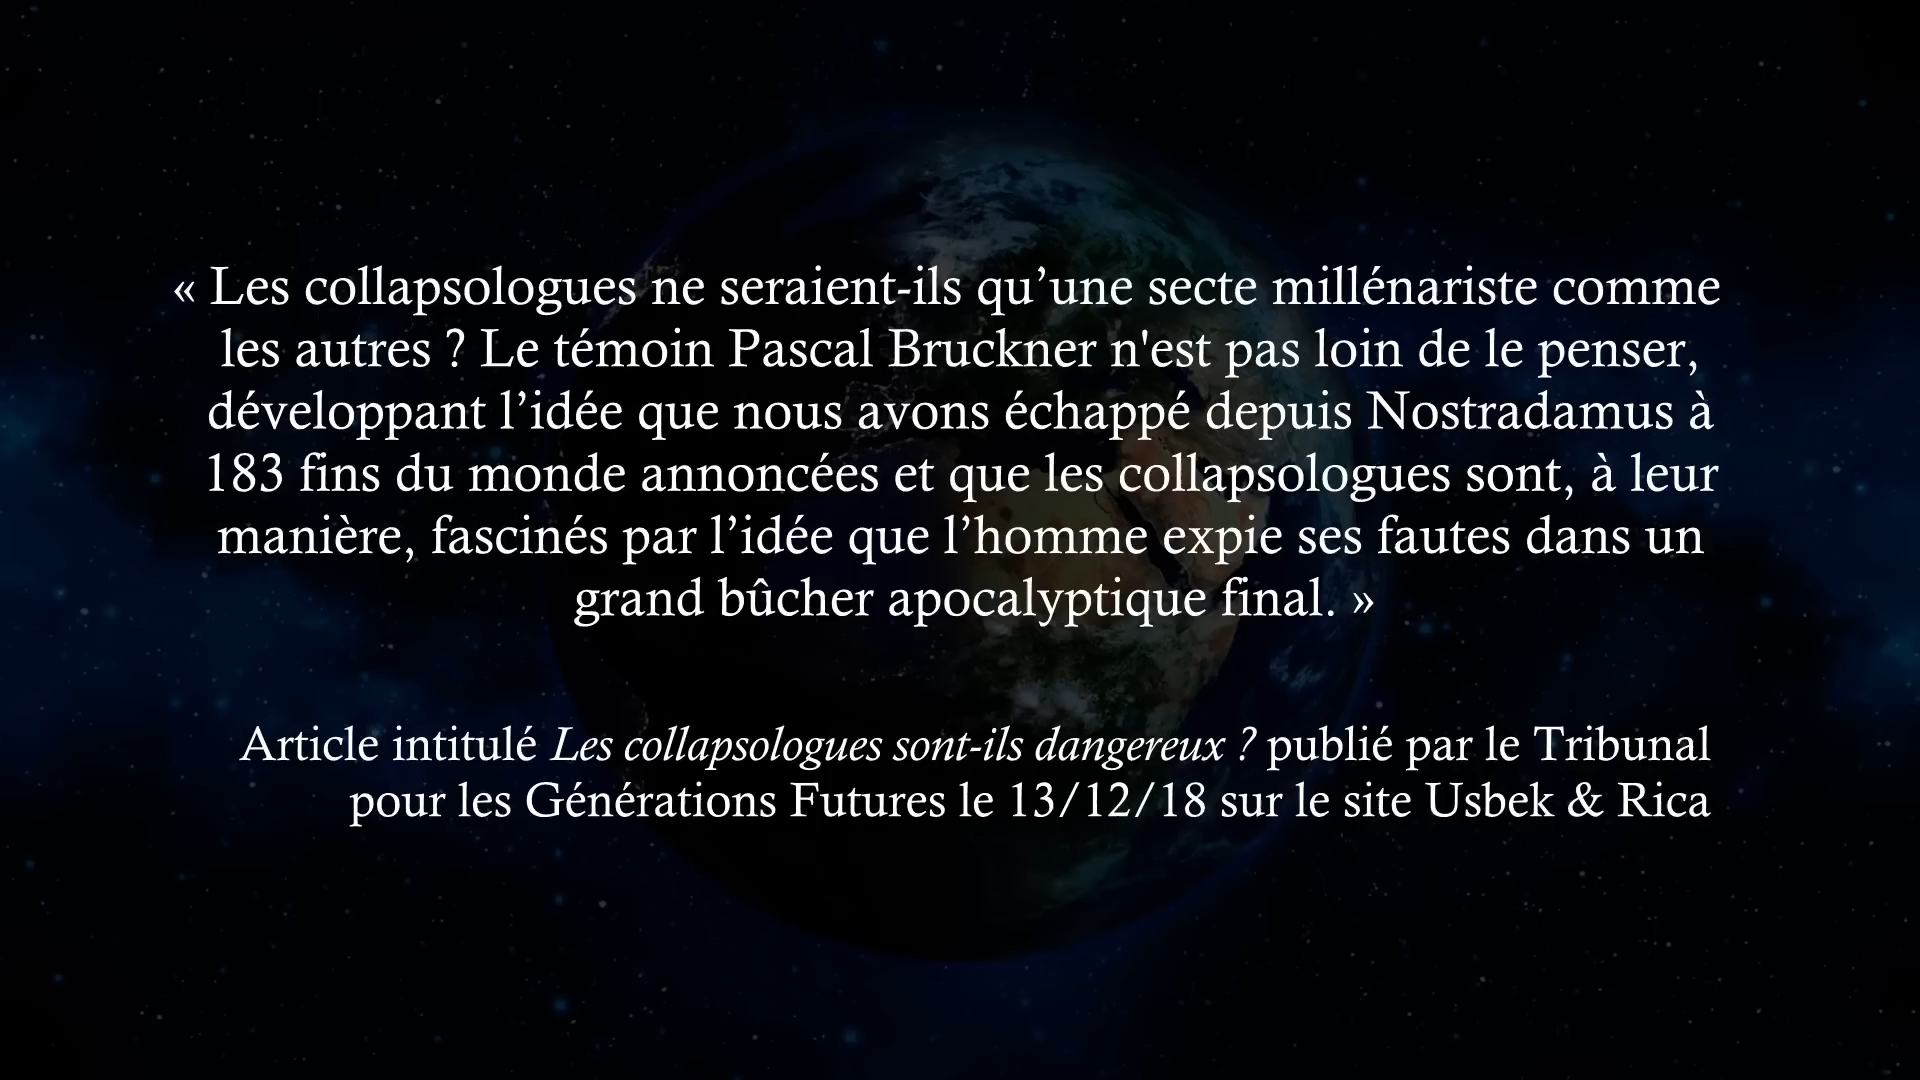 « Les collapsologues ne seraient-ils qu’une secte millénariste comme
les autres ? Le témoin Pascal Bruckner n'est pas loin de le penser,
développant l’idée que nous avons échappé depuis Nostradamus à
183 fins du monde annoncées et que les collapsologues sont, à leur
manière, fascinés par l’idée que l’homme expie ses fautes dans un
grand bûcher apocalyptique final. »
Article intitulé Les collapsologues sont-ils dangereux ? publié par le Tribunal
pour les Générations Futures le 13/12/18 sur le site Usbek & Rica